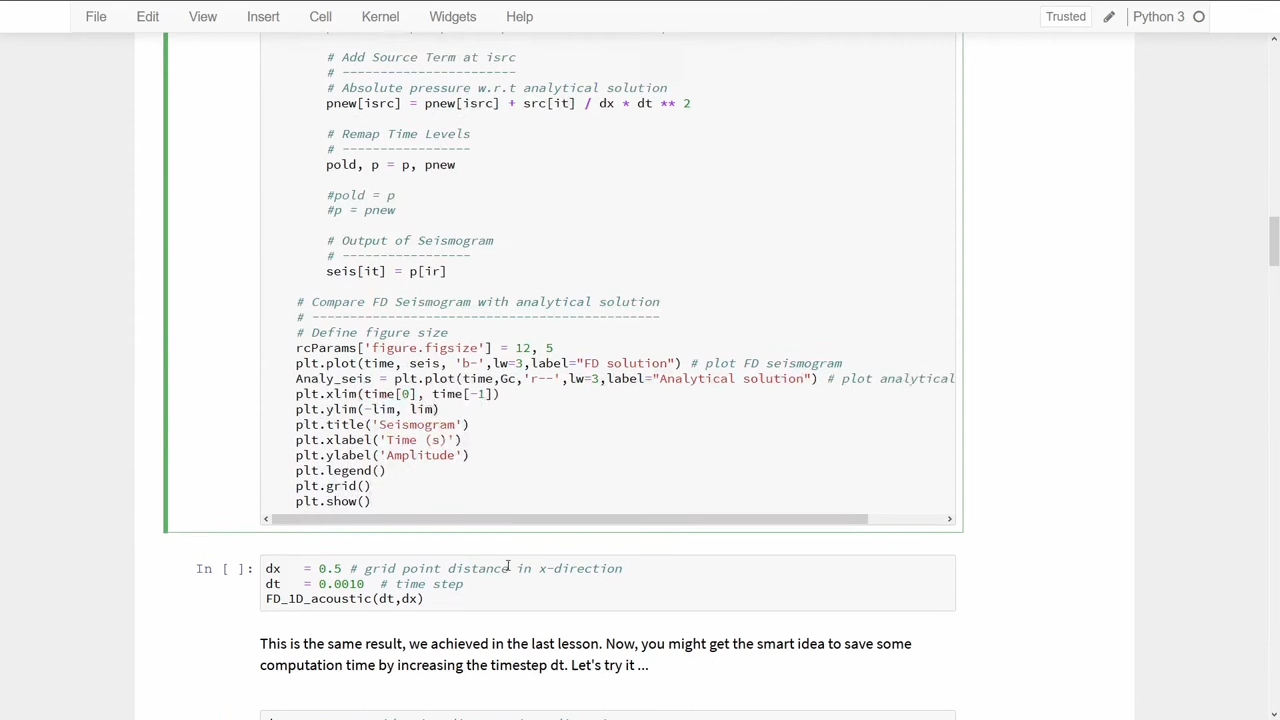 File Edit View Insert Cell Kernel Widgets Help Trusted Python 3
# Add Source Term at isrc
# -----------------------
# Absolute pressure w.r.t analytical solution
pnew[isrc] = pnew[isrc] + src[it] / dx * dt ** 2
# Remap Time Levels
# -----------------
pold, p = p, pnew
#pold = p
#p = pnew
# Output of Seismogram
# -----------------
seis[it] = p[ir]
# Compare FD Seismogram with analytical solution
# ----------------------------------------------
# Define figure size
rcParams['figure.figsize'] = 12, 5
plt.plot(time, seis, 'b-',lw=3,label="FD solution") # plot FD seismogram
Analy_seis = plt.plot(time,Gc,'r--',lw=3,label="Analytical solution") # plot analytical
plt.xlim(time[0], time[-1])
plt.ylim(-lim, lim)
plt.title('Seismogram')
plt.xlabel('Time (s)')
plt.ylabel('Amplitude')
plt.legend()
plt.grid()
plt.show()
In [ ]: dx = 0.5 # grid point distance in x-direction
dt = 0.0010 # time step
FD_1D_acoustic(dt,dx)
This is the same result, we achieved in the last lesson. Now, you might get the smart idea to save some
computation time by increasing the timestep dt. Let's try it ...